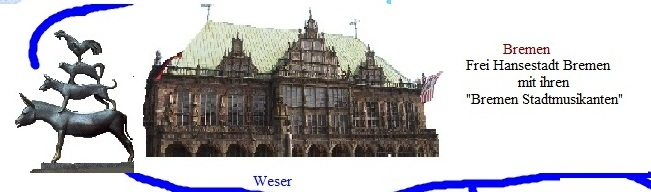 Bremen
Frei Hansestadt Bremen
mit ihren
"Bremen Stadtmusikanten"
Weser